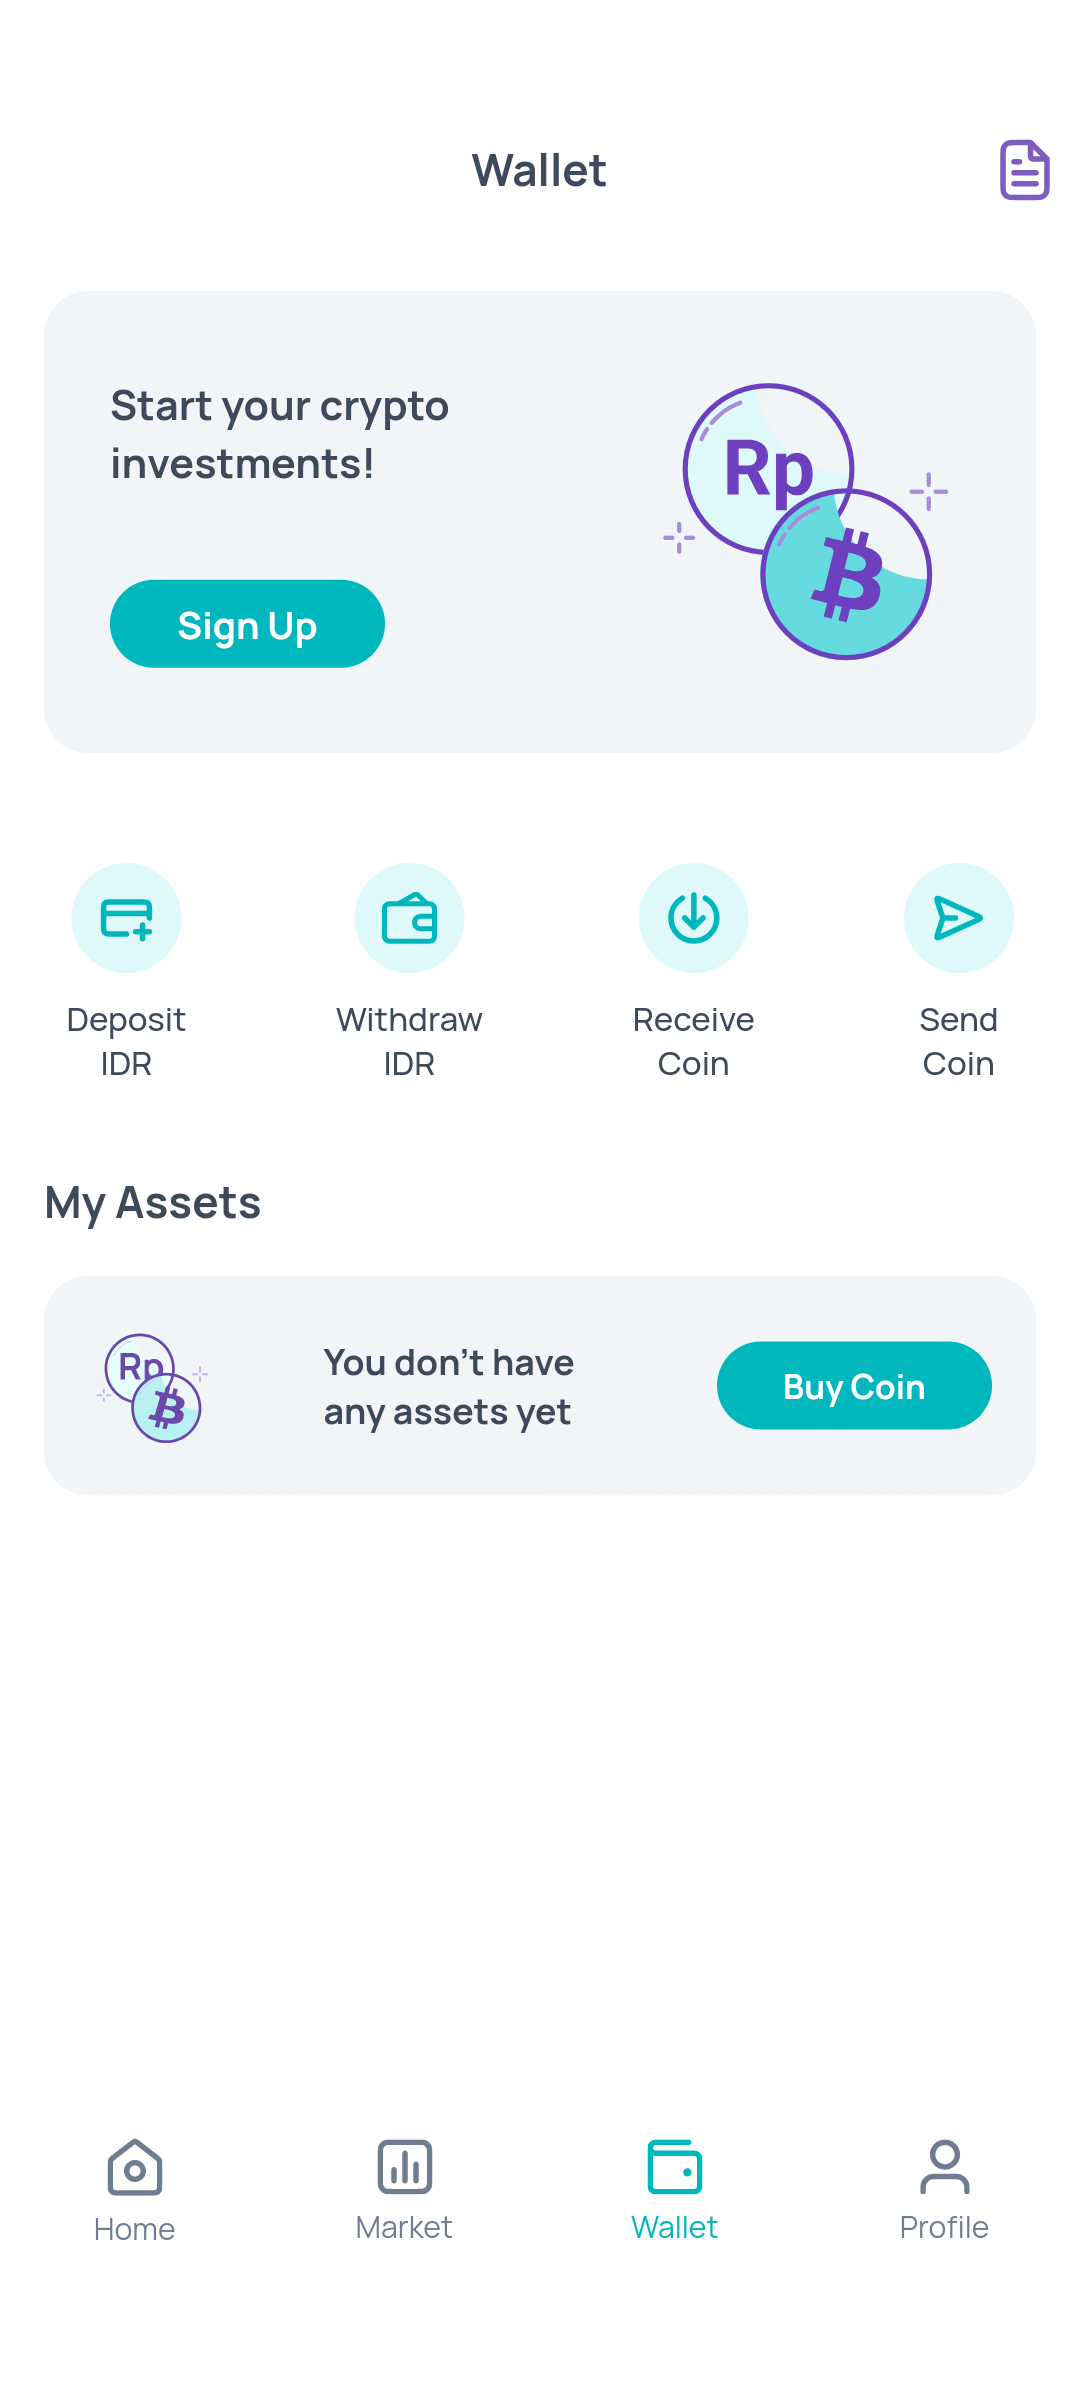 Wallet
Start your crypto
investments!
Rp
₿
Sign Up
Deposit
IDR
Withdraw
IDR
Receive
Coin
Send
Coin
My Assets
Rp
₿
You don't have
any assets yet
Buy Coin
Home
Market
Wallet
Profile